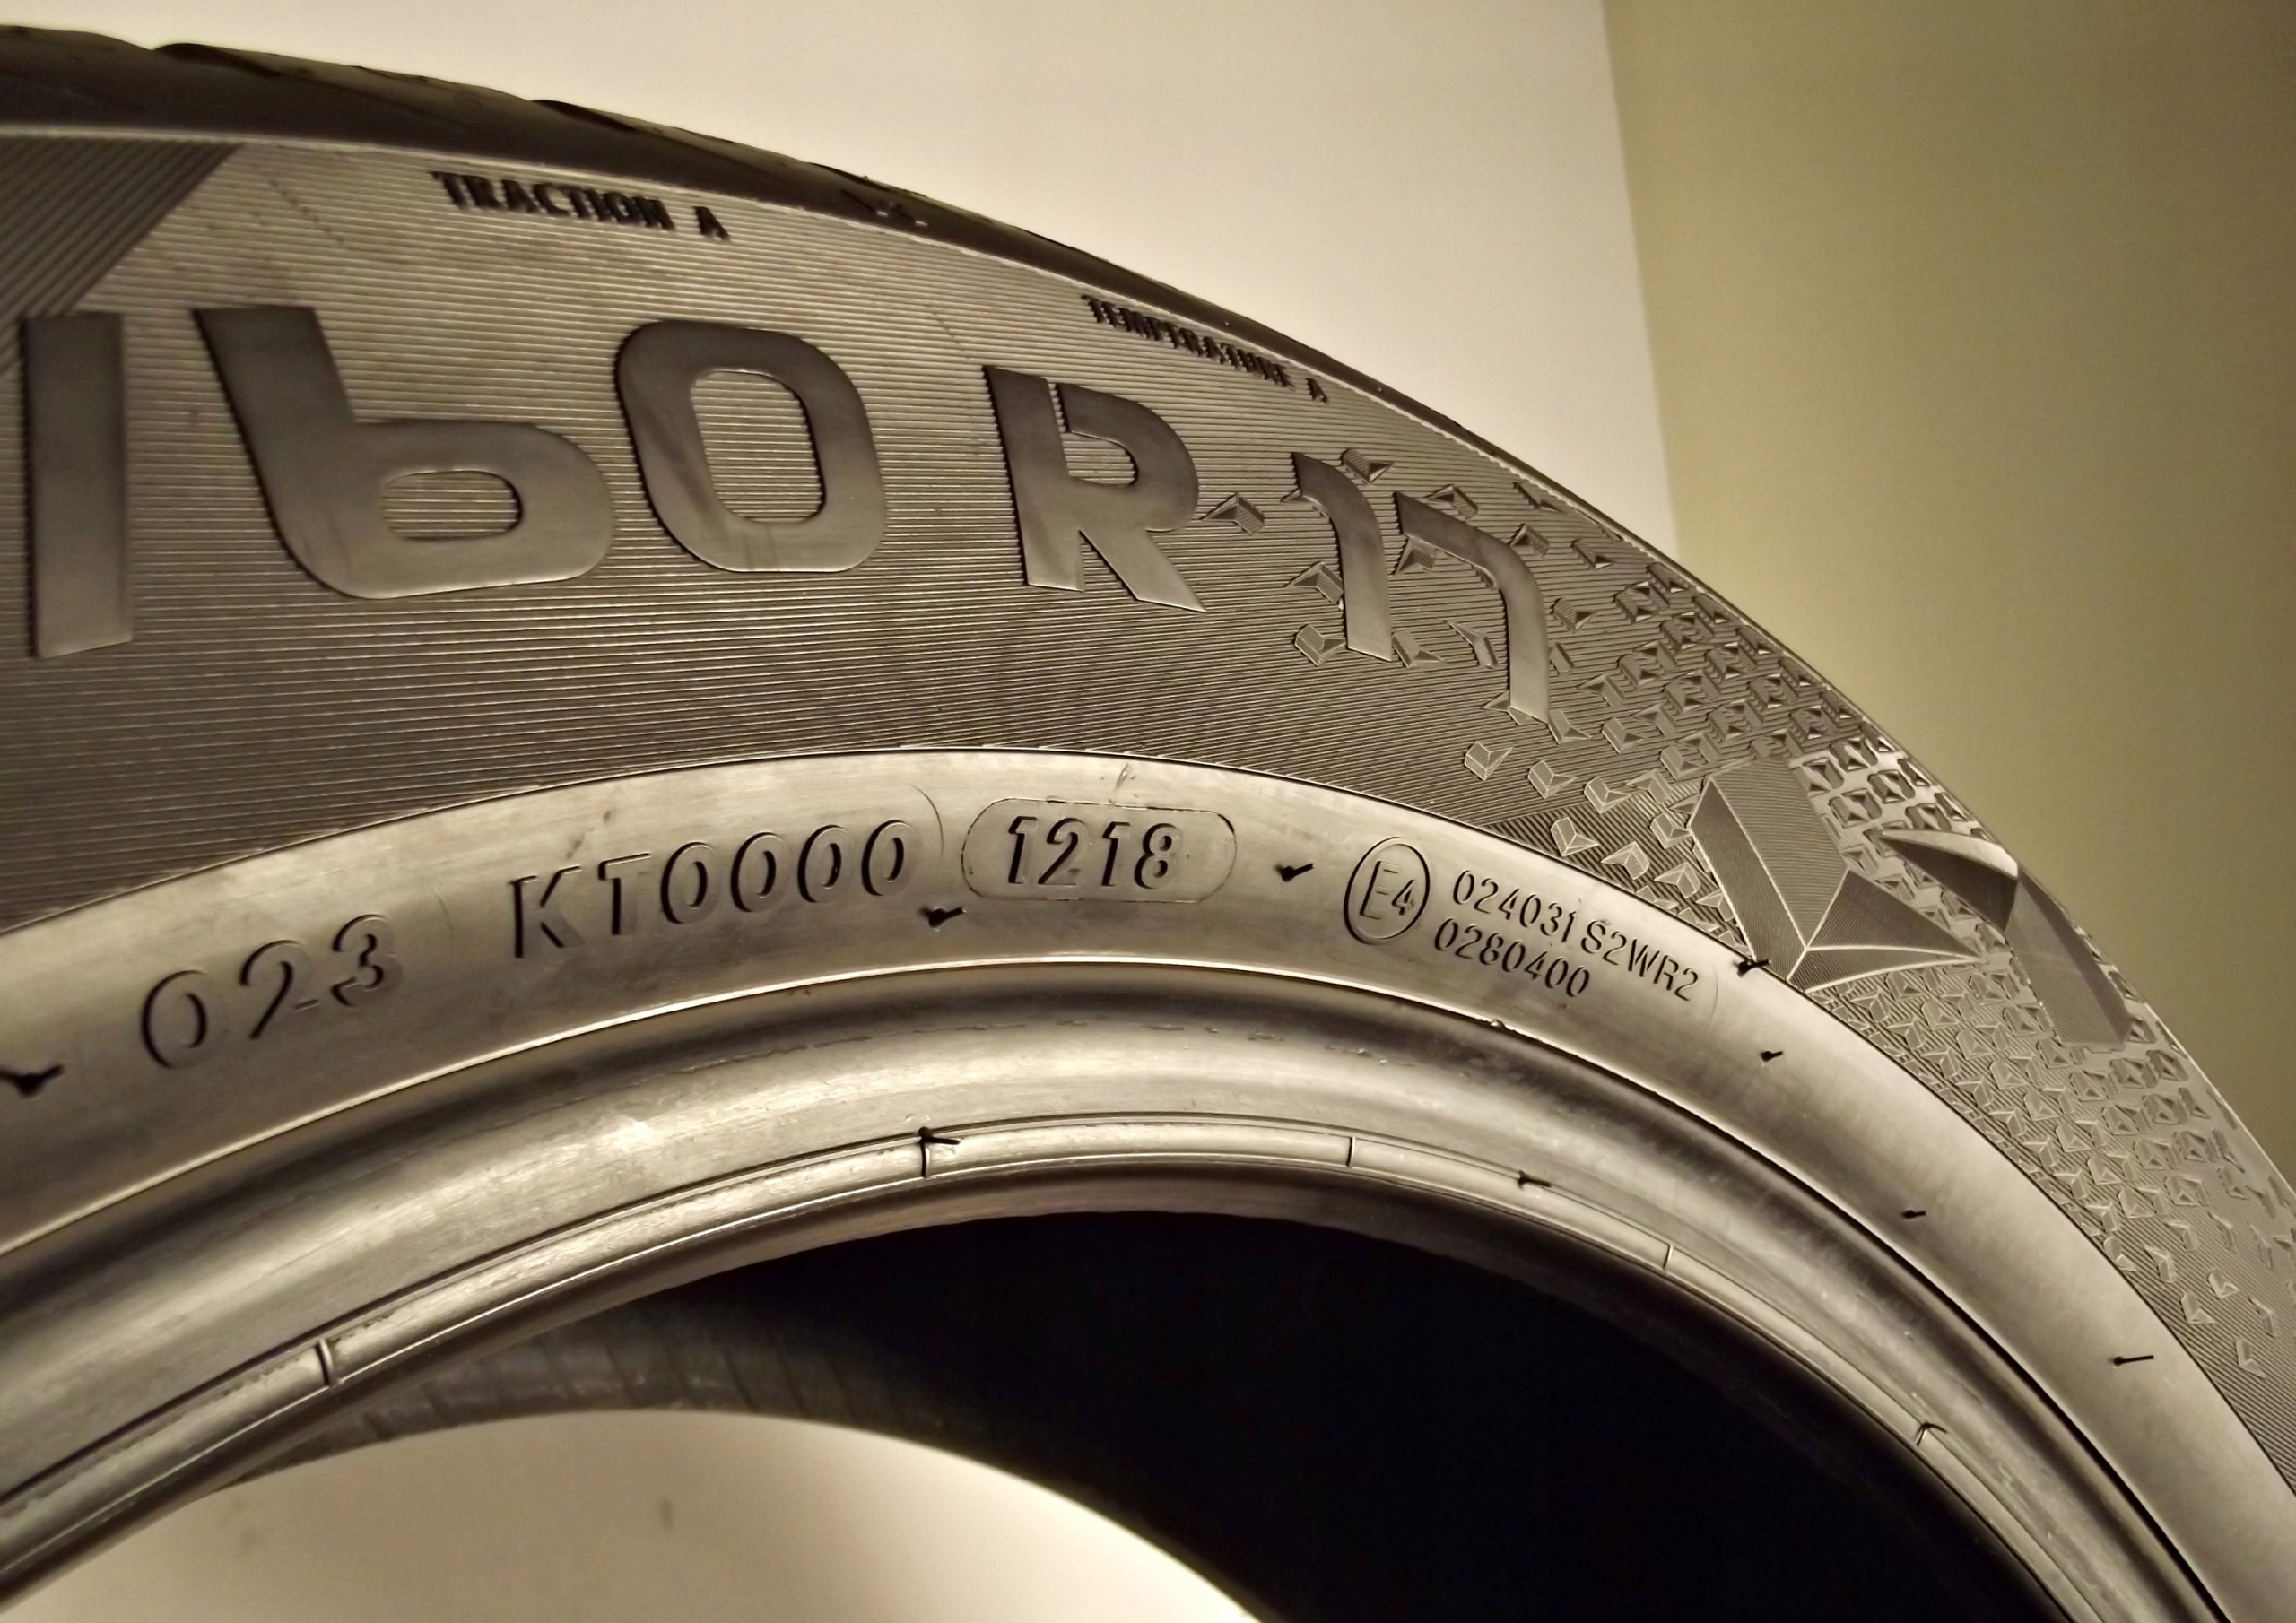 TRACTION A
TEMPERATURE A
/60 R 17
023 KT0000 1218
E4 024031 S2WR2
0280400